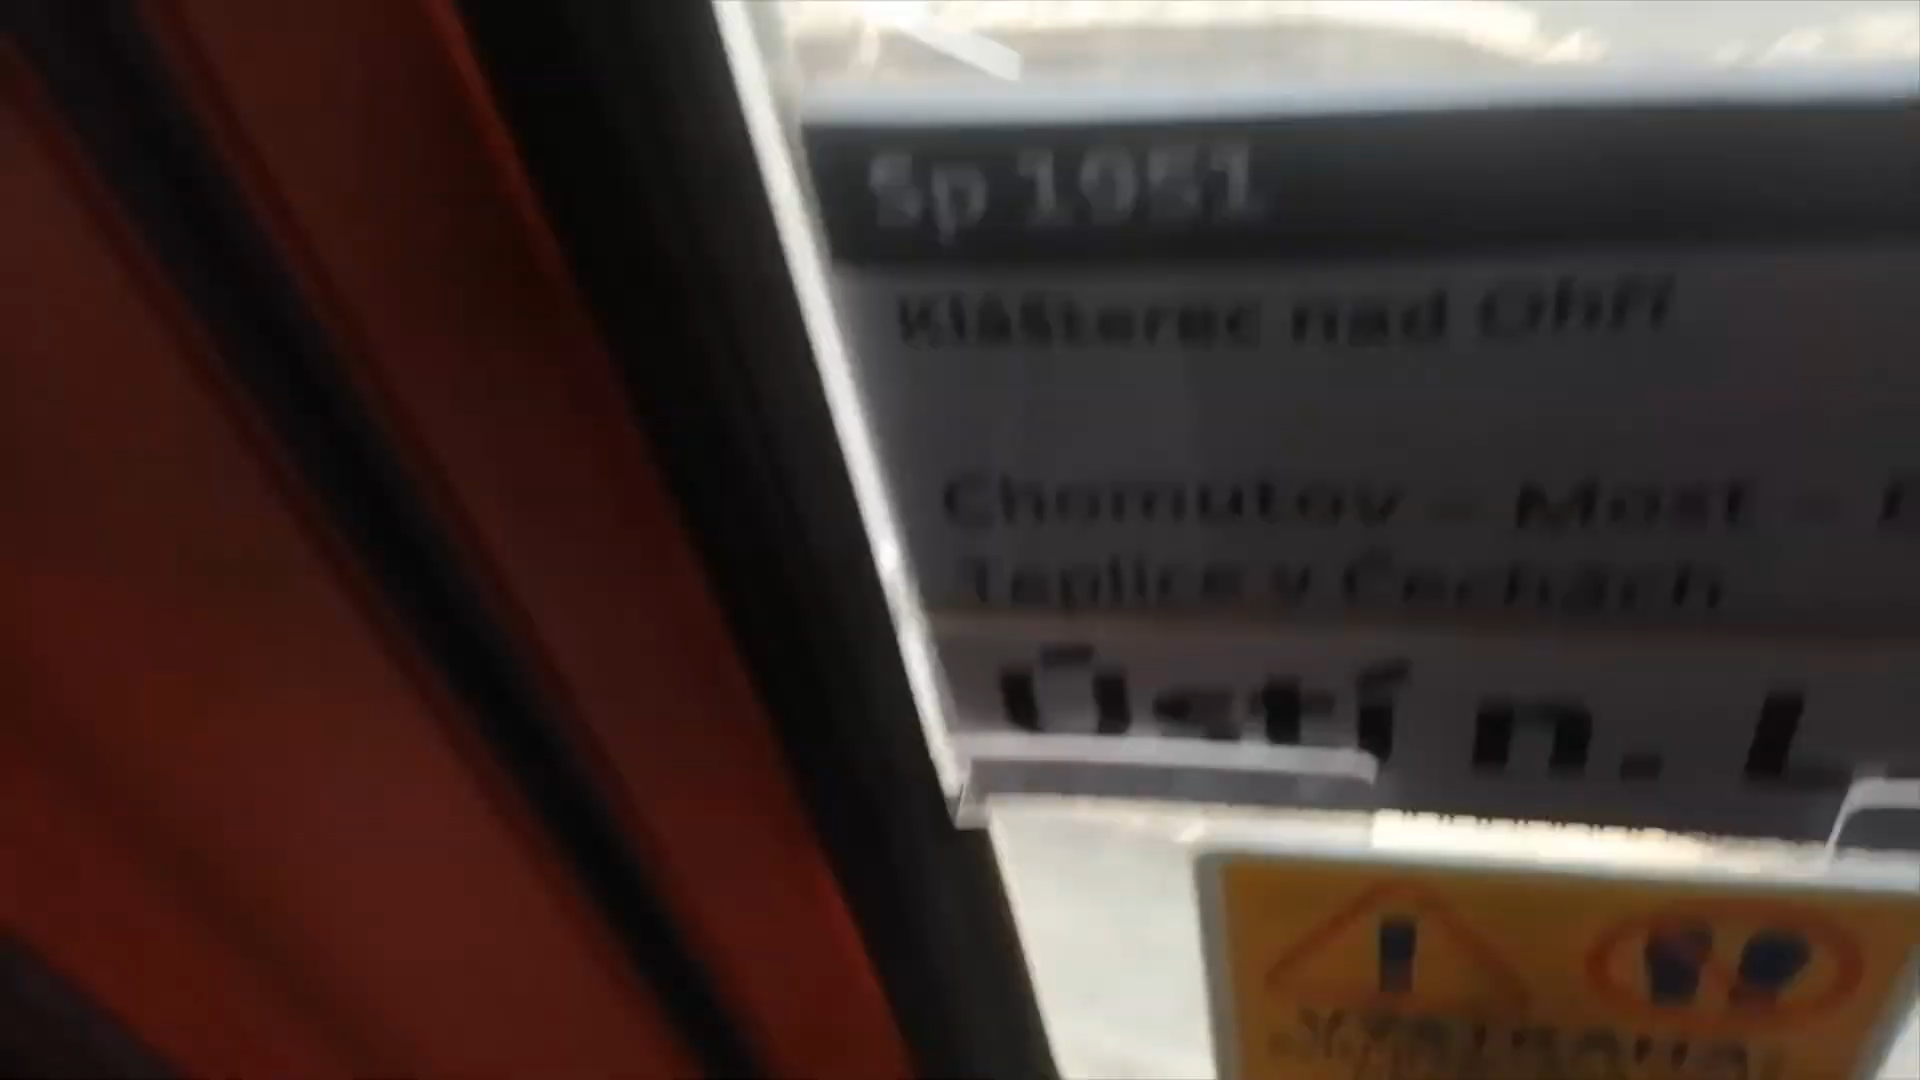 Sp 1951
Klášterec nad Ohří
Chomutov – Most –
Teplice v Čechách
Ústí n. L